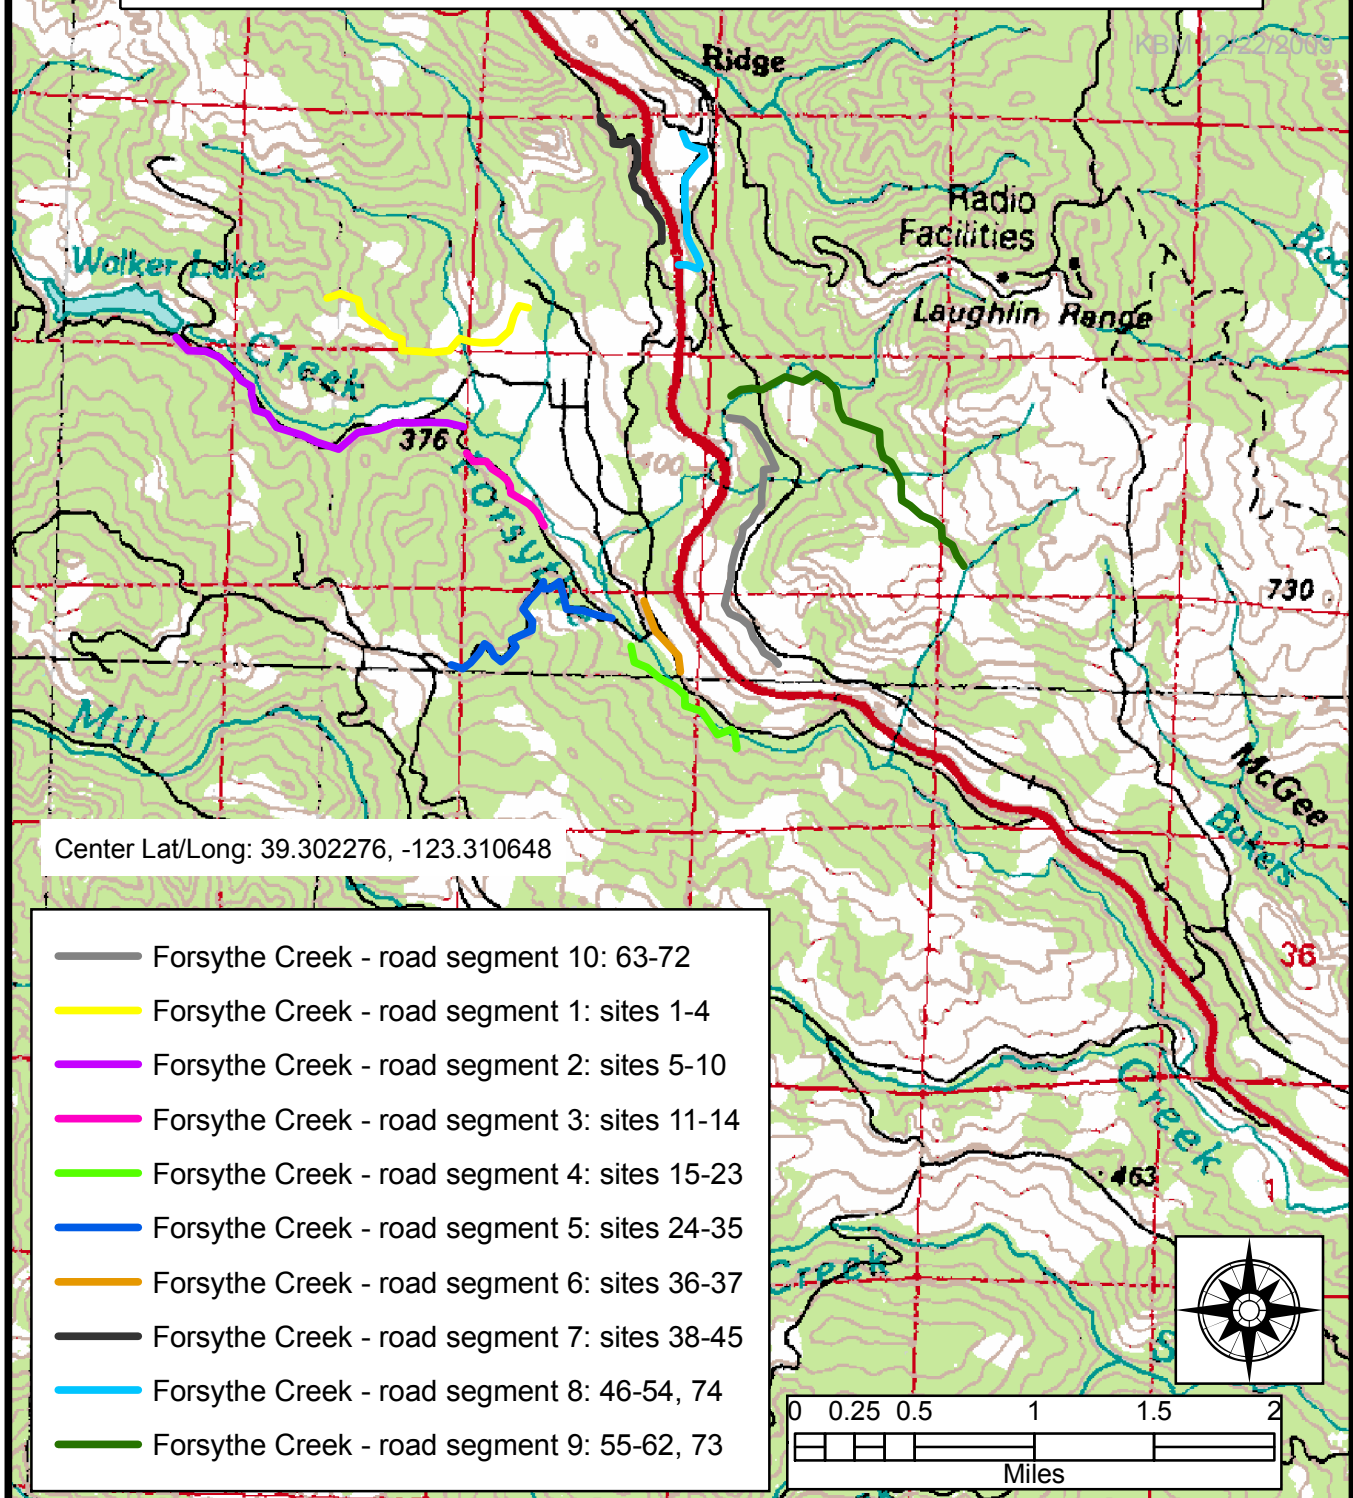 KBM 12/22/2009
Ridge
Radio
Facilities
Walker Lake
Laughlin Range
Creek
376
400
Forsythe
730
Mill
McGee
Bakers
Center Lat/Long: 39.302276, -123.310648
36
Forsythe Creek - road segment 10: 63-72
Forsythe Creek - road segment 1: sites 1-4
Forsythe Creek - road segment 2: sites 5-10
Forsythe Creek - road segment 3: sites 11-14
Forsythe Creek - road segment 4: sites 15-23
Forsythe Creek - road segment 5: sites 24-35
Forsythe Creek - road segment 6: sites 36-37
Forsythe Creek - road segment 7: sites 38-45
Forsythe Creek - road segment 8: 46-54, 74
Forsythe Creek - road segment 9: 55-62, 73
Creek
463
1
Creek
S
0 0.25 0.5 1 1.5 2
Miles